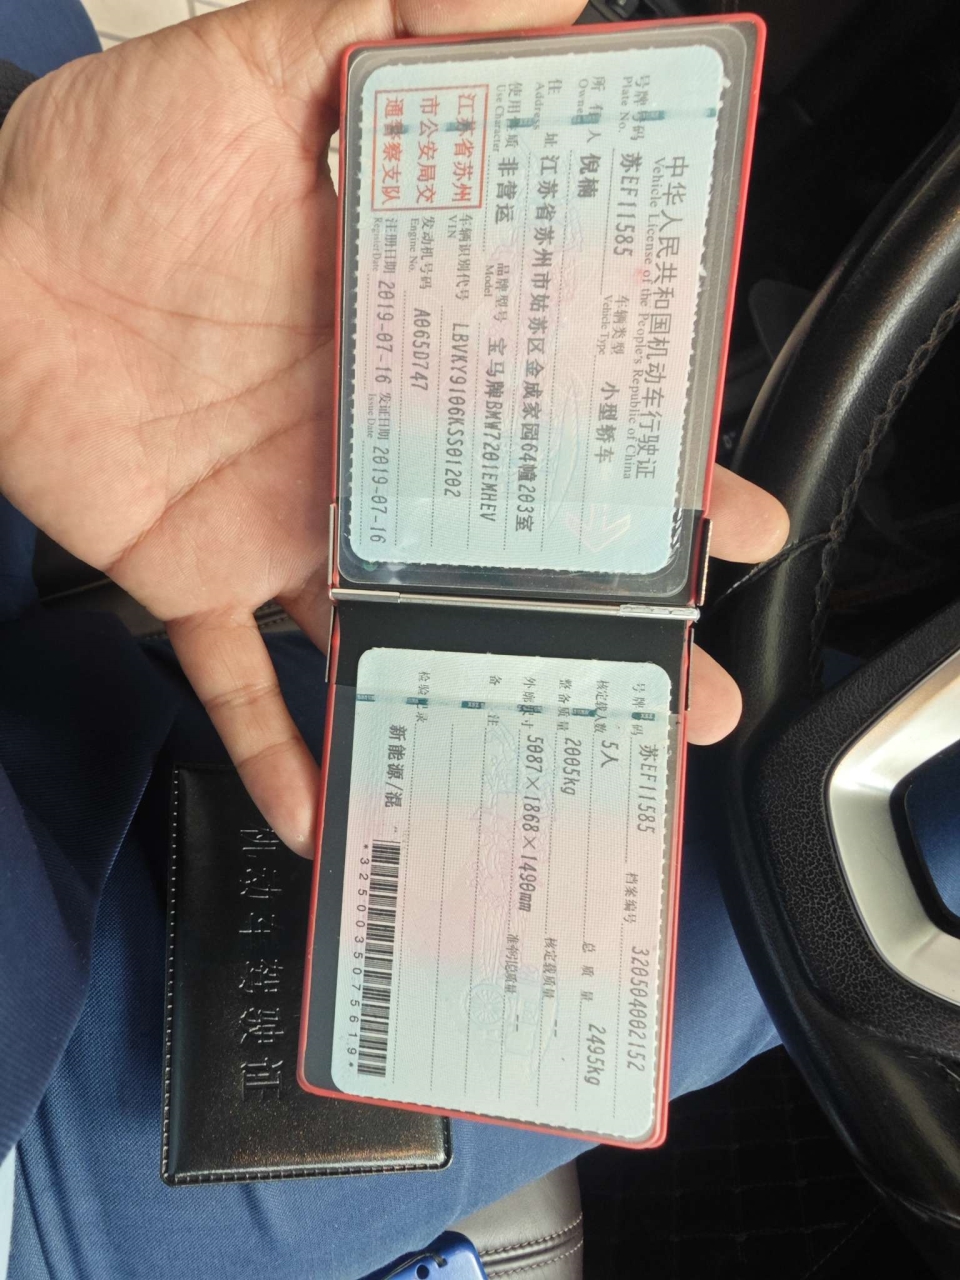 中华人民共和国机动车行驶证
Vehicle License of the People's Republic of China
号牌号码 苏EF11585 车辆类型 小型轿车
Plate No. Vehicle Type
所有人 倪楠
Owner
住址 江苏省苏州市姑苏区金成家园64幢203室
Address
使用性质 非营运 品牌型号 宝马牌BMW7201EMHEV
Use Character Model
江苏省苏州
市公安局交
通警察支队
车辆识别代号 LBVKY9106KSS01202
VIN
发动机号码 A065D747
Engine No.
注册日期 2019-07-16 发证日期 2019-07-16
Register Date Issue Date
号牌号码 苏EF11585 档案编号 320504002152
核定载人数 5人 总质量 2495kg
整备质量 2005kg 核定载质量 --
外廓尺寸 5087×1868×1490mm 准牵引总质量 --
备注
检验记录
新能源/混
*3250035075619*
机动车驾驶证